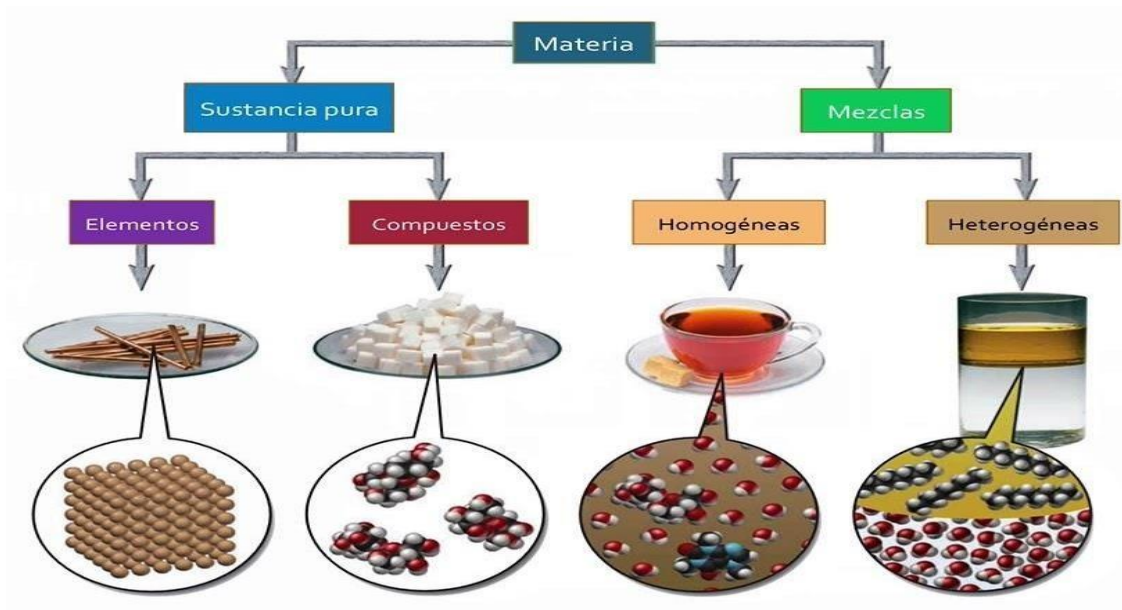 Materia
Sustancia pura
Mezclas
Elementos
Compuestos
Homogéneas
Heterogéneas